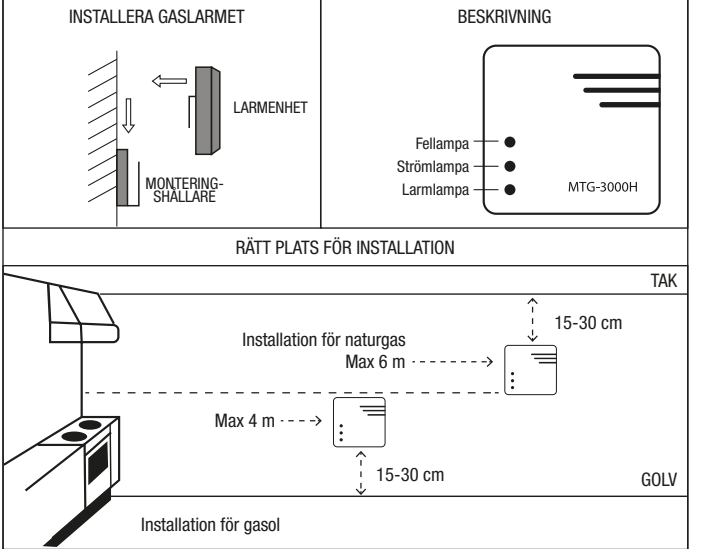 INSTALLERA GASLARMET
LARMENHET
MONTERING-
SHÅLLARE
BESKRIVNING
Fellampa
Strömlampa
Larmlampa
MTG-3000H
RÄTT PLATS FÖR INSTALLATION
TAK
15-30 cm
Installation för naturgas
Max 6 m
Max 4 m
15-30 cm
GOLV
Installation för gasol